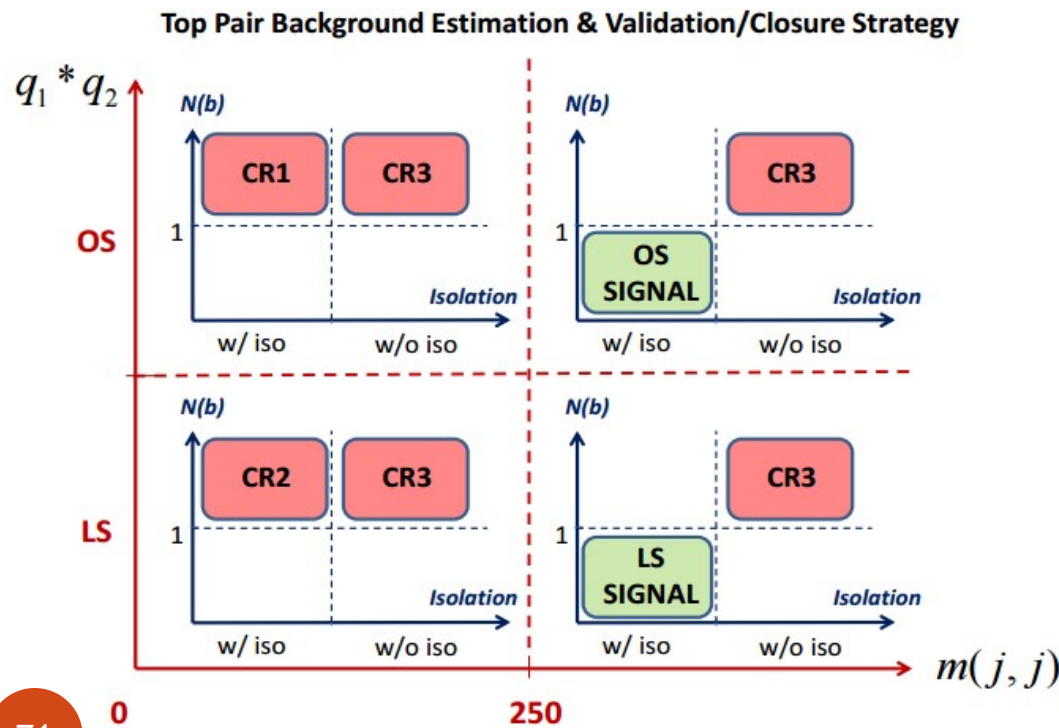 Top Pair Background Estimation & Validation/Closure Strategy
q1 * q2
OS
N(b)
CR1
CR3
1
Isolation
w/ iso
w/o iso
N(b)
CR3
1
OS
SIGNAL
Isolation
w/ iso
w/o iso
LS
N(b)
CR2
CR3
1
Isolation
w/ iso
w/o iso
N(b)
CR3
1
LS
SIGNAL
Isolation
w/ iso
w/o iso
m(j, j)
0
250